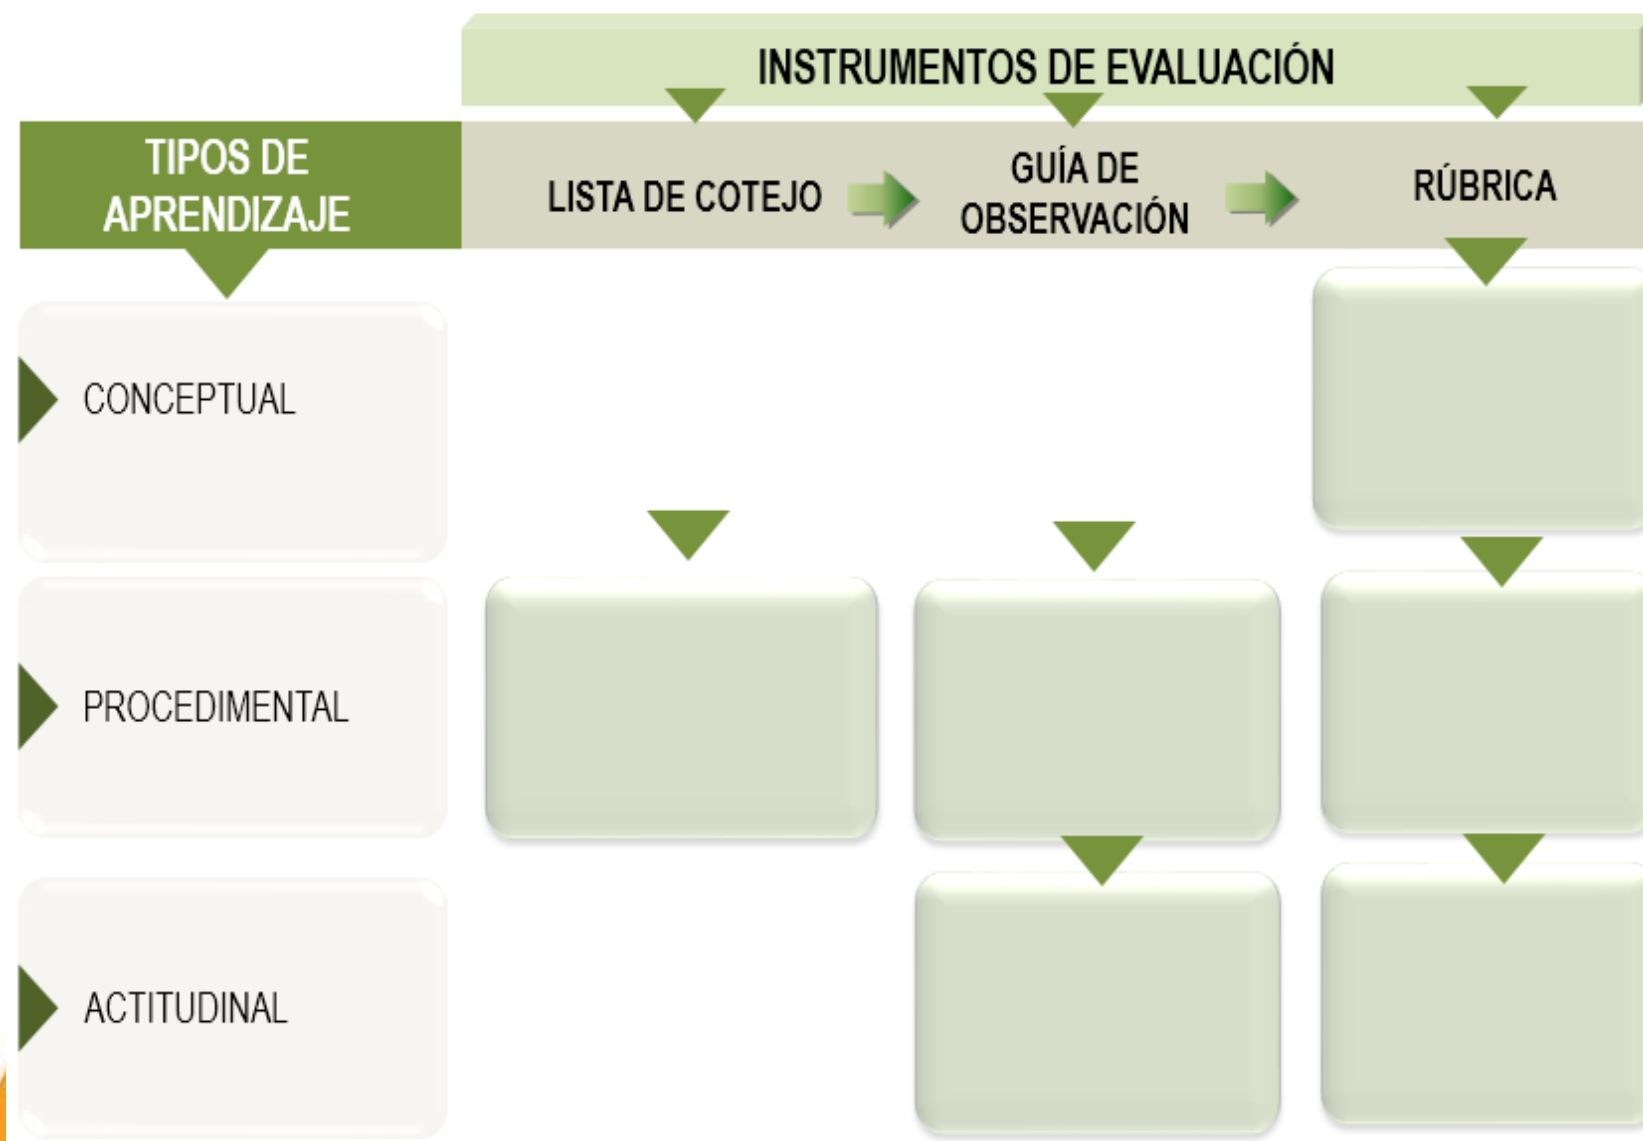 INSTRUMENTOS DE EVALUACIÓN
TIPOS DE
APRENDIZAJE
LISTA DE COTEJO
GUÍA DE
OBSERVACIÓN
RÚBRICA
CONCEPTUAL
PROCEDIMENTAL
ACTITUDINAL